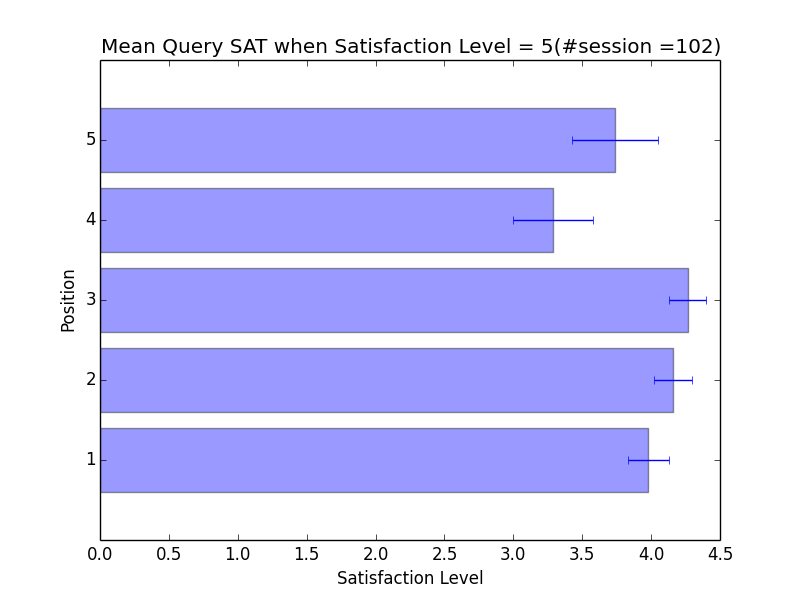 Mean Query SAT when Satisfaction Level = 5(#session =102)
Position
5
4
3
2
1
0.0 0.5 1.0 1.5 2.0 2.5 3.0 3.5 4.0 4.5
Satisfaction Level